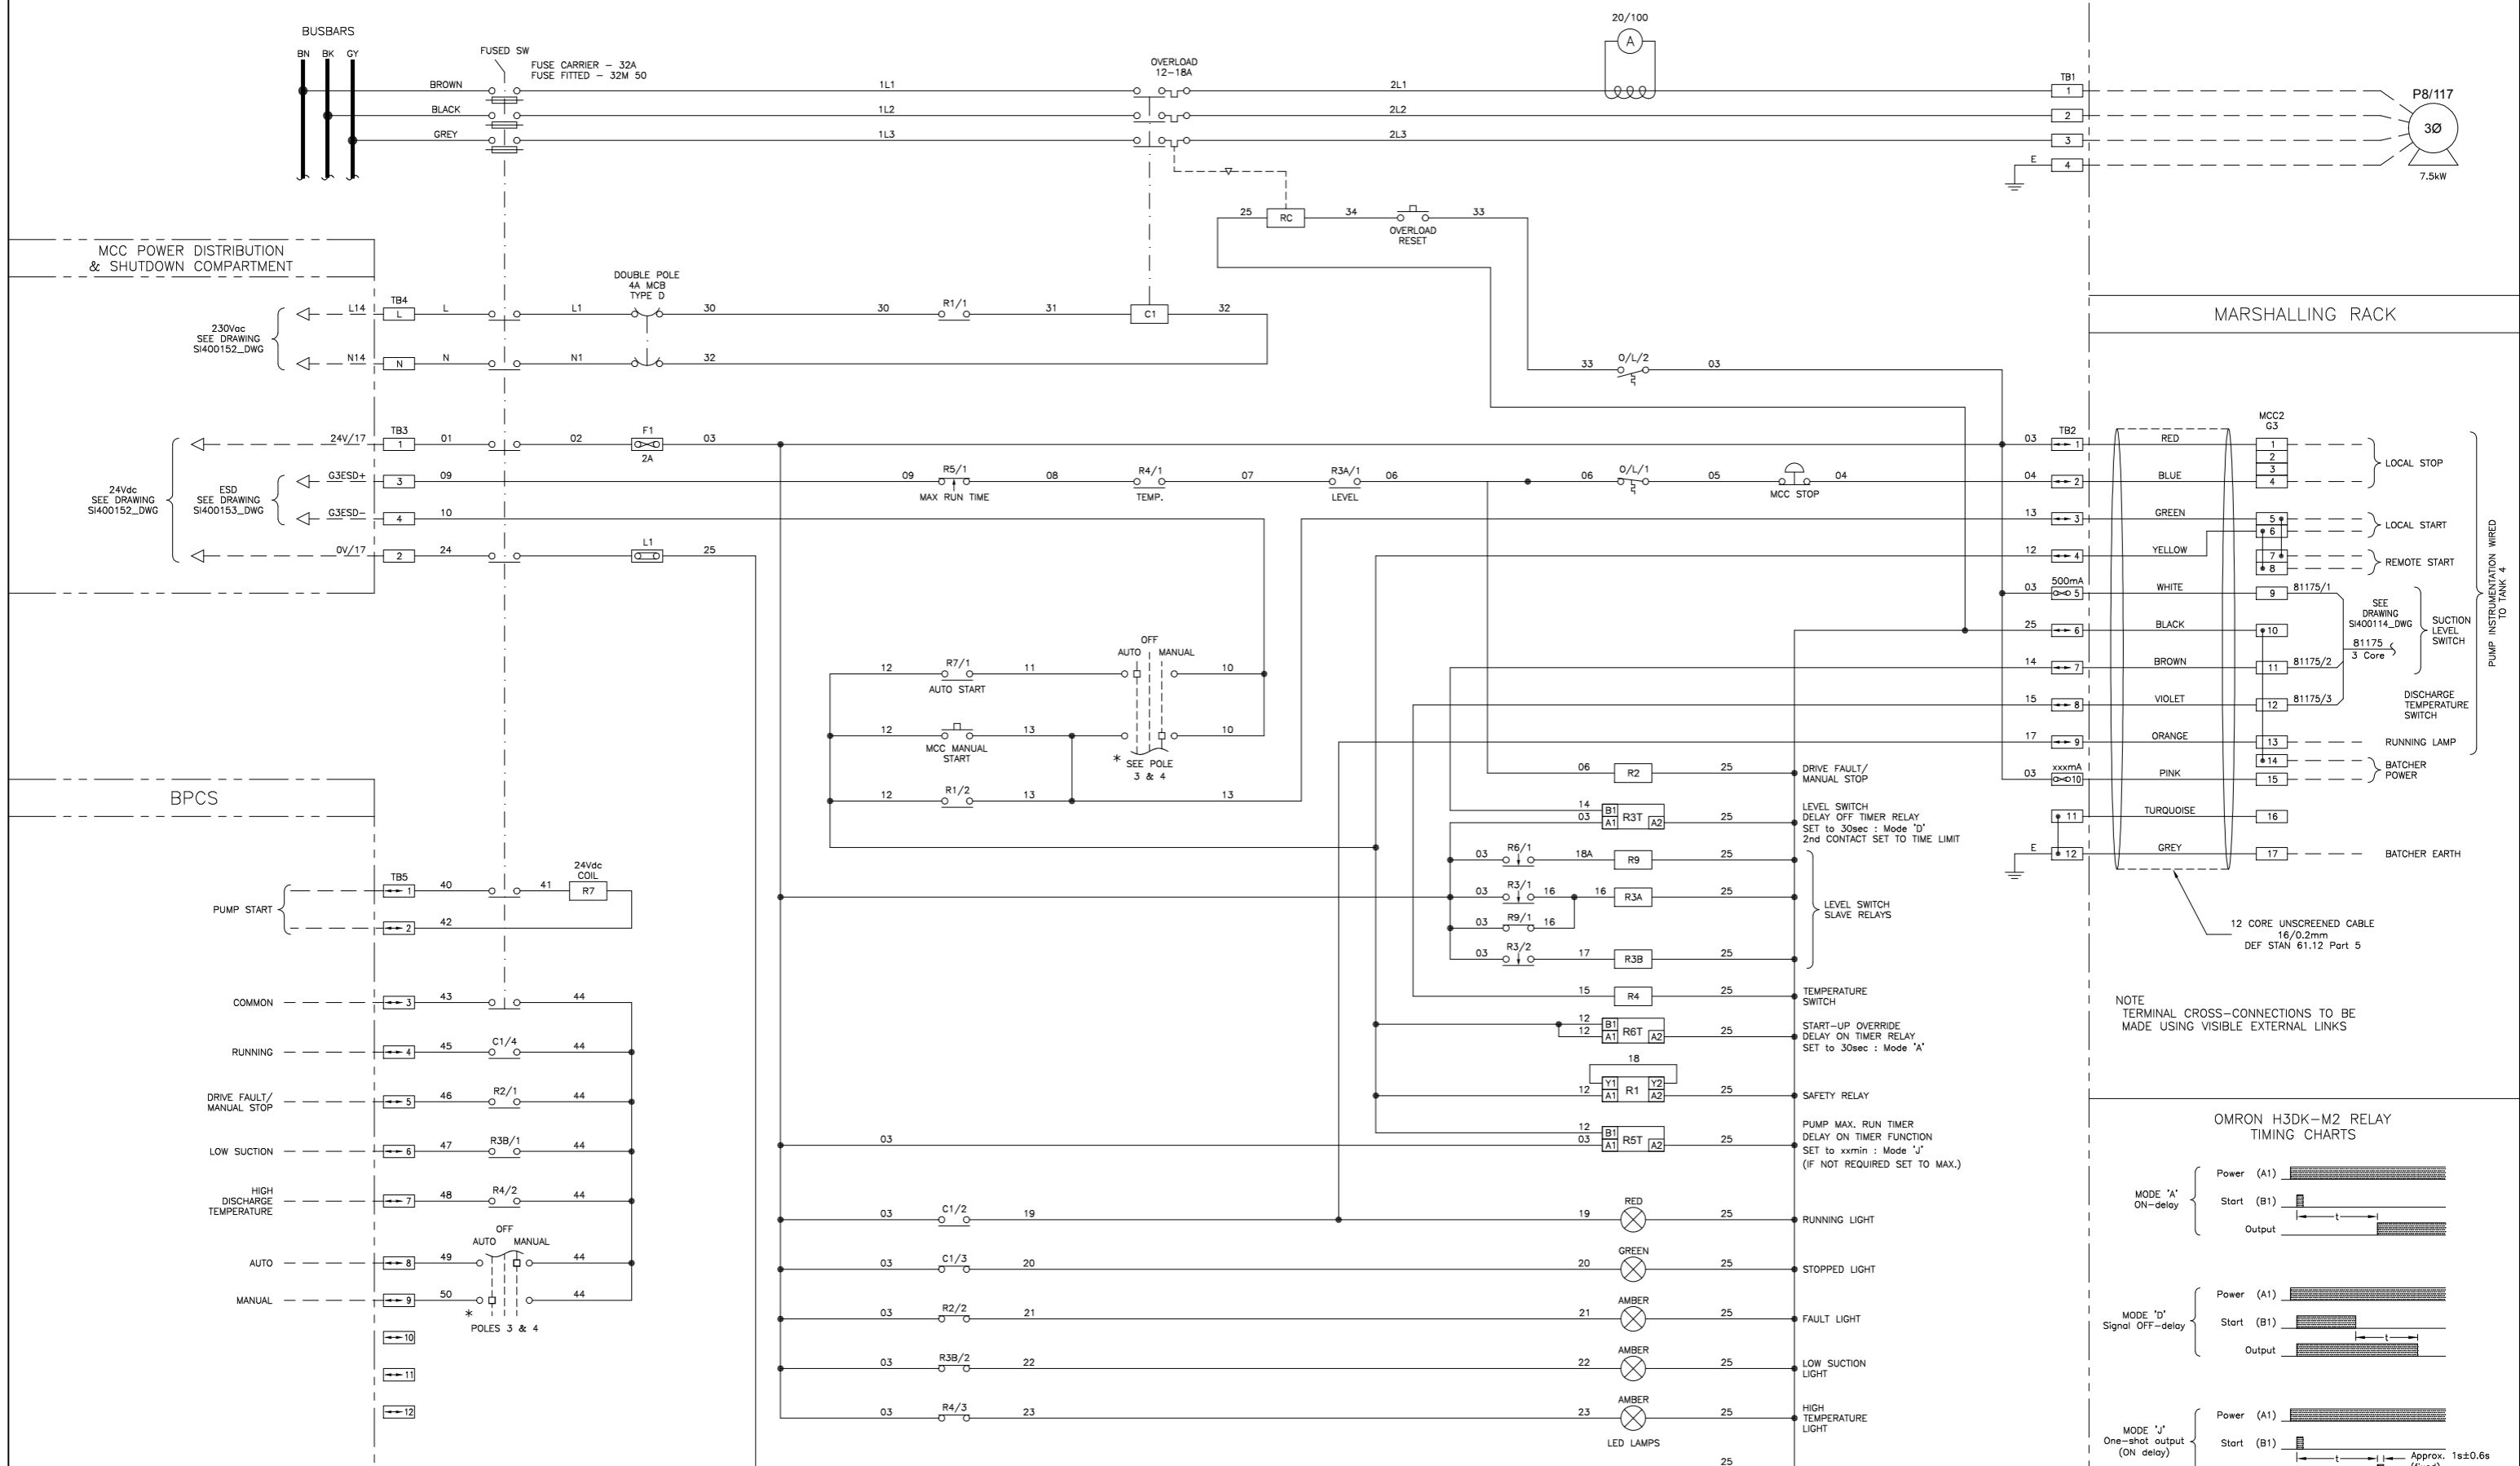 20/100
A
BUSBARS
BN BK GY
FUSED SW
FUSE CARRIER – 32A
FUSE FITTED – 32M 50
OVERLOAD
12–18A
BROWN 1L1 2L1
BLACK 1L2 2L2
GREY 1L3 2L3
TB1
1
2
3
E 4
P8/117
3Ø
7.5kW
25 RC 34 33
OVERLOAD
RESET
MCC POWER DISTRIBUTION
& SHUTDOWN COMPARTMENT
DOUBLE POLE
4A MCB
TYPE D
230Vac
SEE DRAWING
SI400152_DWG
TB4
L14 L L L1 30 30 R1/1 31 C1 32
N14 N N N1 32
33 O/L/2 03
MARSHALLING RACK
24Vdc
SEE DRAWING
SI400152_DWG
ESD
SEE DRAWING
SI400153_DWG
TB3
24V/17 1 01 02 F1 03
2A
G3ESD+ 3 09 09 R5/1 08 R4/1 07 R3A/1 06 06 O/L/1 05 04
MAX RUN TIME TEMP. LEVEL MCC STOP
G3ESD– 4 10
0V/17 2 24 L1 25
TB2
MCC2
G3
03 1 RED 1
2
3
04 2 BLUE 4
LOCAL STOP
13 3 GREEN 5
6
LOCAL START
12 4 YELLOW 7
8
REMOTE START
500mA
03 5 WHITE 9 81175/1
25 6 BLACK 10
14 7 BROWN 11 81175/2
15 8 VIOLET 12 81175/3
SEE
DRAWING
SI400114_DWG
81175
3 Core
SUCTION
LEVEL
SWITCH
DISCHARGE
TEMPERATURE
SWITCH
17 9 ORANGE 13 RUNNING LAMP
14
xxxmA
03 10 PINK 15
BATCHER
POWER
11 TURQUOISE 16
E 12 GREY 17 BATCHER EARTH
PUMP INSTRUMENTATION WIRED
TO TANK 4
12 CORE UNSCREENED CABLE
16/0.2mm
DEF STAN 61.12 Part 5
OFF
AUTO MANUAL
12 R7/1 11 10
AUTO START
12 13 10
MCC MANUAL
START
* SEE POLE
3 & 4
12 R1/2 13 13
06 R2 25 DRIVE FAULT/
MANUAL STOP
14 B1
03 A1 R3T A2 25
LEVEL SWITCH
DELAY OFF TIMER RELAY
SET to 30sec : Mode 'D'
2nd CONTACT SET TO TIME LIMIT
03 R6/1 18A R9 25
03 R3/1 16 16 R3A 25
03 R9/1 16
03 R3/2 17 R3B 25
LEVEL SWITCH
SLAVE RELAYS
15 R4 25 TEMPERATURE
SWITCH
12 B1
12 A1 R6T A2 25
START–UP OVERRIDE
DELAY ON TIMER RELAY
SET to 30sec : Mode 'A'
18
Y1 Y2
12 A1 R1 A2 25 SAFETY RELAY
12 B1
03 03 A1 R5T A2 25
PUMP MAX. RUN TIMER
DELAY ON TIMER FUNCTION
SET to xxmin : Mode 'J'
(IF NOT REQUIRED SET TO MAX.)
RED
03 C1/2 19 19 25 RUNNING LIGHT
GREEN
03 C1/3 20 20 25 STOPPED LIGHT
AMBER
03 R2/2 21 21 25 FAULT LIGHT
AMBER
03 R3B/2 22 22 25 LOW SUCTION
LIGHT
AMBER
03 R4/3 23 23 25 HIGH
TEMPERATURE
LIGHT
LED LAMPS
25
BPCS
24Vdc
COIL
TB5
PUMP START
1 40 41 R7
2 42
COMMON 3 43 44
RUNNING 4 45 C1/4 44
DRIVE FAULT/
MANUAL STOP
5 46 R2/1 44
LOW SUCTION 6 47 R3B/1 44
HIGH
DISCHARGE
TEMPERATURE
7 48 R4/2 44
OFF
AUTO MANUAL
AUTO 8 49 44
MANUAL 9 50 44
*
POLES 3 & 4
10
11
12
NOTE
TERMINAL CROSS–CONNECTIONS TO BE
MADE USING VISIBLE EXTERNAL LINKS
OMRON H3DK–M2 RELAY
TIMING CHARTS
MODE 'A'
ON–delay
Power (A1)
Start (B1)
t
Output
MODE 'D'
Signal OFF–delay
Power (A1)
Start (B1)
t
Output
MODE 'J'
One–shot output
(ON delay)
Power (A1)
Start (B1)
t
Approx. 1s±0.6s